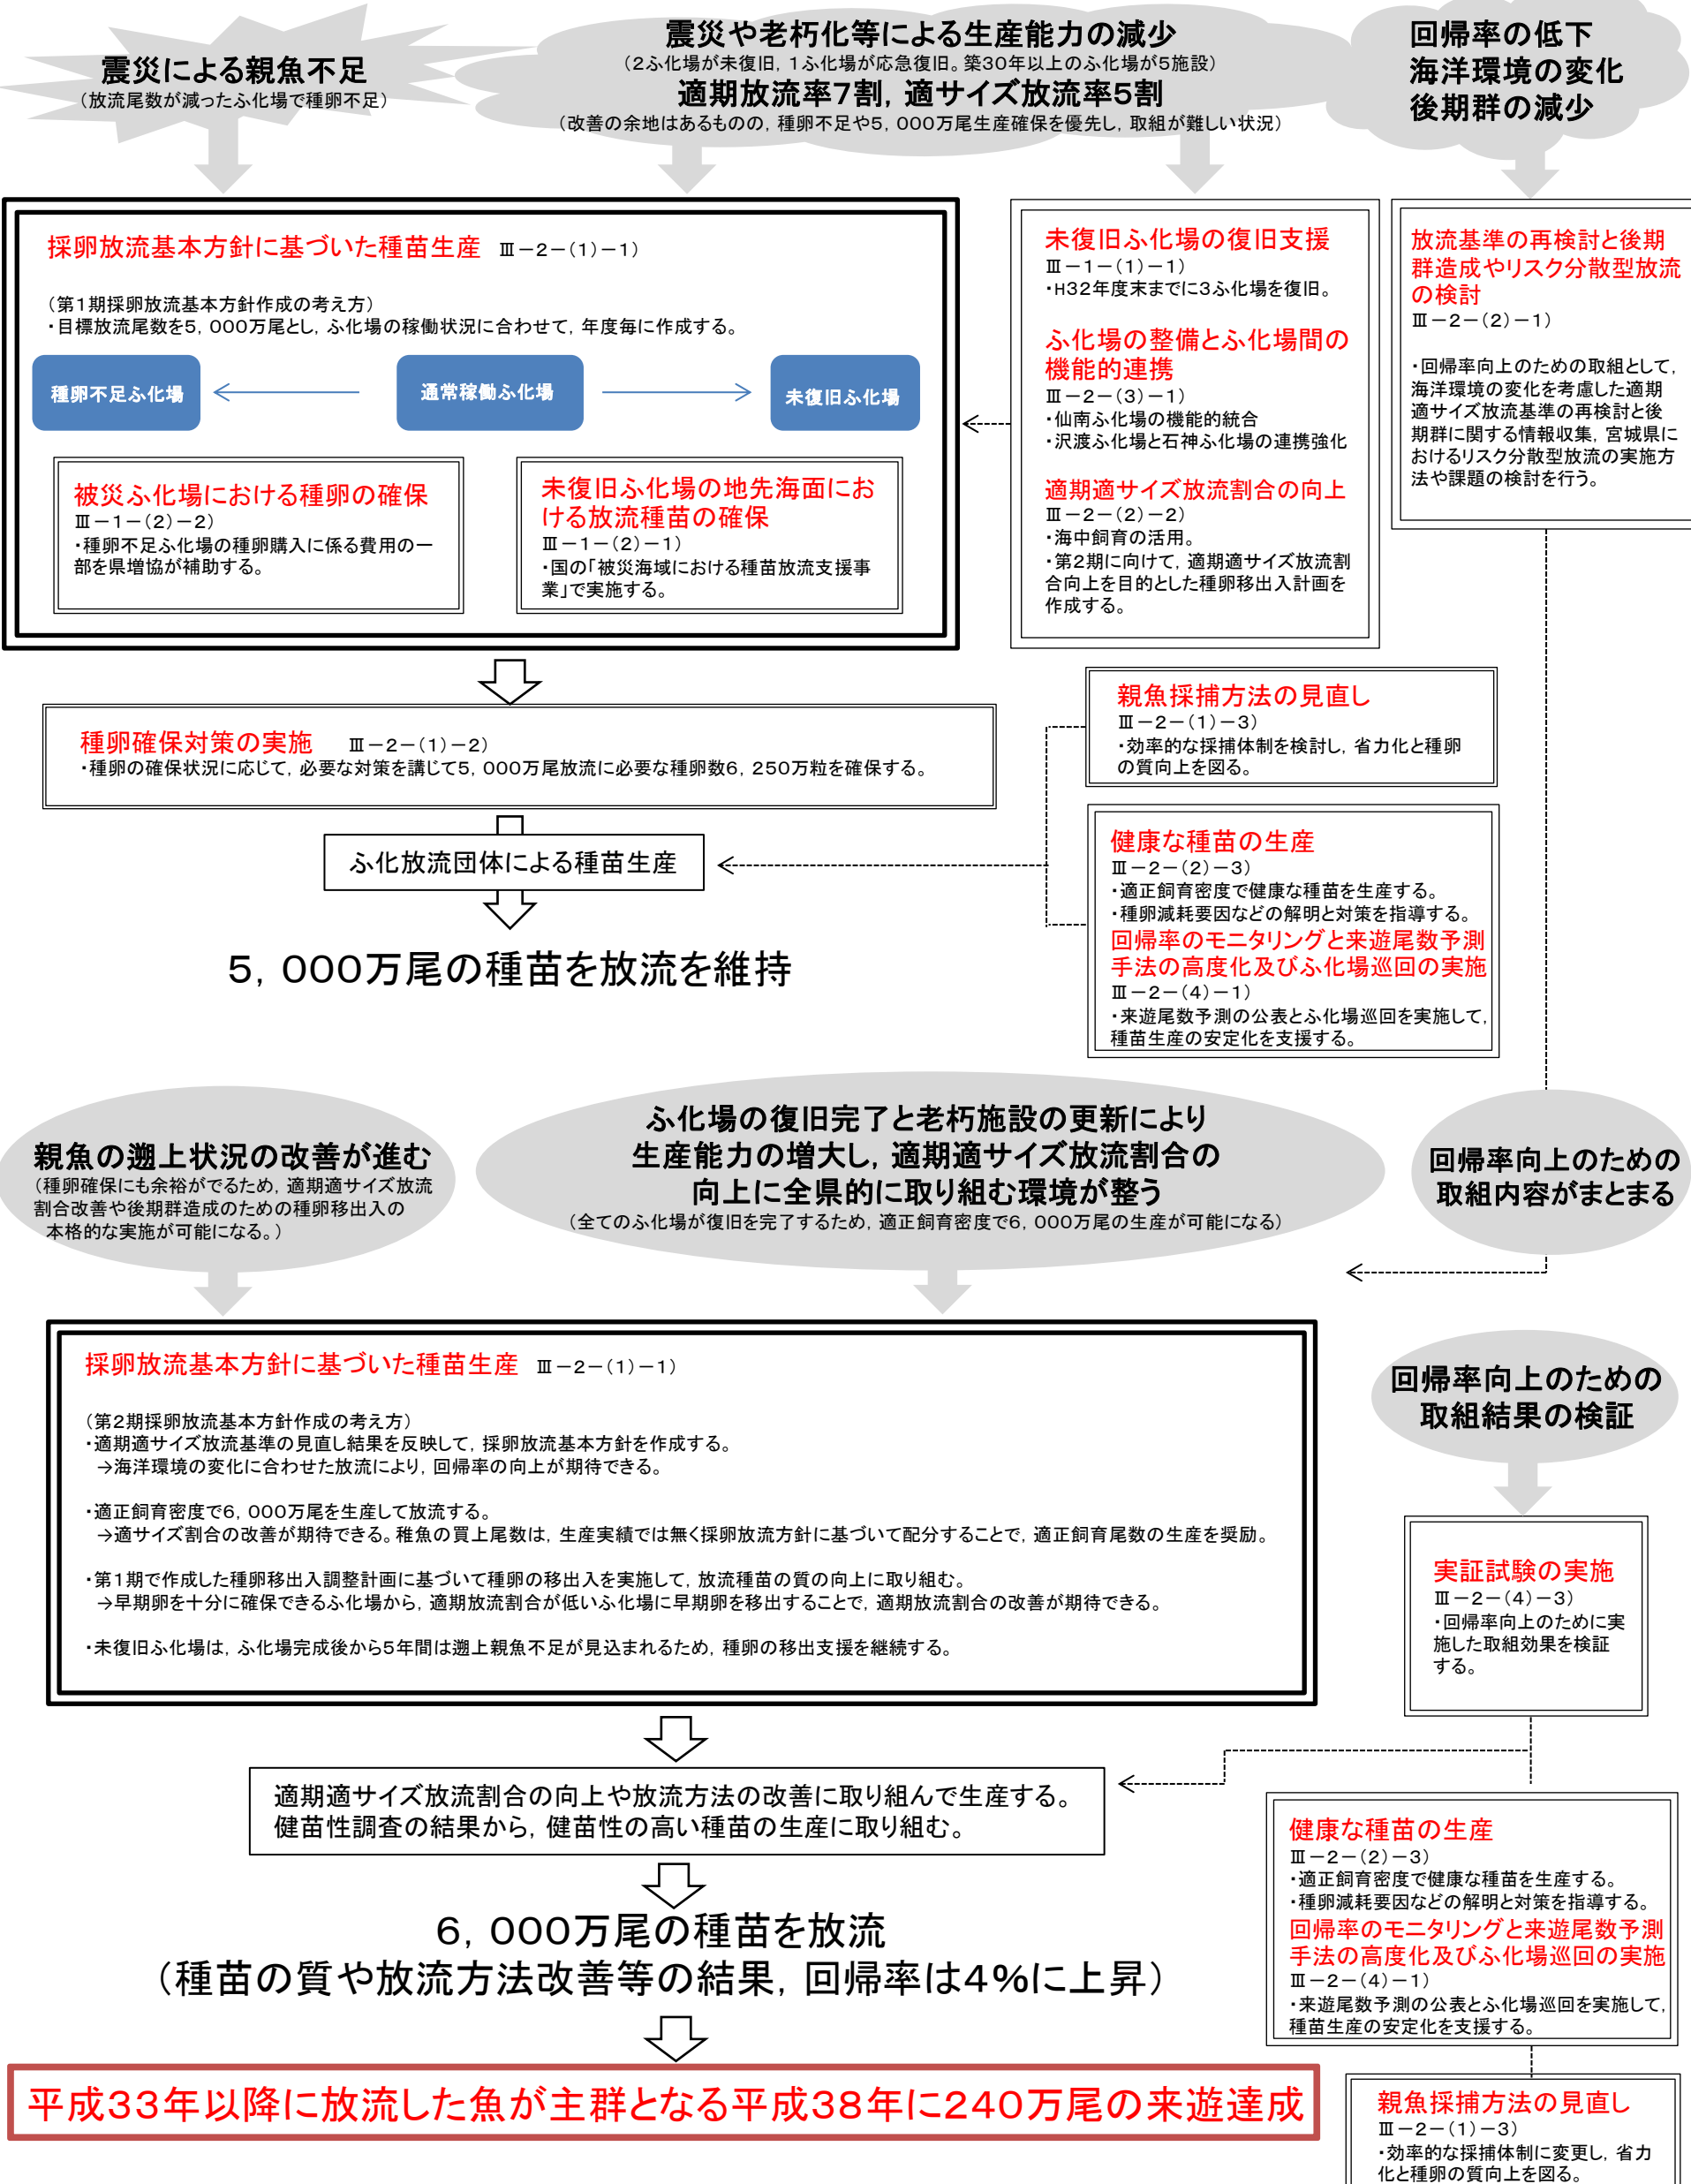 震災による親魚不足
（放流尾数が減ったふ化場で種卵不足）
震災や老朽化等による生産能力の減少
（２ふ化場が未復旧，１ふ化場が応急復旧。築３０年以上のふ化場が５施設）
適期放流率７割，適サイズ放流率５割
（改善の余地はあるものの，種卵不足や５，０００万尾生産確保を優先し，取組が難しい状況）
回帰率の低下
海洋環境の変化
後期群の減少
採卵放流基本方針に基づいた種苗生産　Ⅲ－２－（１）－１）
（第１期採卵放流基本方針作成の考え方）
・目標放流尾数を５，０００万尾とし，ふ化場の稼働状況に合わせて，年度毎に作成する。
種卵不足ふ化場
通常稼働ふ化場
未復旧ふ化場
被災ふ化場における種卵の確保
Ⅲ－１－（２）－２）
・種卵不足ふ化場の種卵購入に係る費用の一
部を県増協が補助する。
未復旧ふ化場の地先海面にお
ける放流種苗の確保
Ⅲ－１－（２）－１）
・国の「被災海域における種苗放流支援事
業」で実施する。
未復旧ふ化場の復旧支援
Ⅲ－１－（１）－１）
・H３２年度末までに３ふ化場を復旧。
ふ化場の整備とふ化場間の
機能的連携
Ⅲ－２－（３）－１）
・仙南ふ化場の機能的統合
・沢渡ふ化場と石神ふ化場の連携強化
適期適サイズ放流割合の向上
Ⅲ－２－（２）－２）
・海中飼育の活用。
・第２期に向けて，適期適サイズ放流割
合向上を目的とした種卵移出入計画を
作成する。
放流基準の再検討と後期
群造成やリスク分散型放流
の検討
Ⅲ－２－（２）－１）
・回帰率向上のための取組として，
海洋環境の変化を考慮した適期
適サイズ放流基準の再検討と後
期群に関する情報収集，宮城県に
おけるリスク分散型放流の実施方
法や課題の検討を行う。
種卵確保対策の実施　Ⅲ－２－（１）－２）
・種卵の確保状況に応じて，必要な対策を講じて５，０００万尾放流に必要な種卵数６，２５０万粒を確保する。
親魚採捕方法の見直し
Ⅲ－２－（１）－３）
・効率的な採捕体制を検討し，省力化と種卵
の質向上を図る。
ふ化放流団体による種苗生産
健康な種苗の生産
Ⅲ－２－（２）－３）
・適正飼育密度で健康な種苗を生産する。
・種卵減耗要因などの解明と対策を指導する。
回帰率のモニタリングと来遊尾数予測
手法の高度化及びふ化場巡回の実施
Ⅲ－２－（４）－１）
・来遊尾数予測の公表とふ化場巡回を実施して，
種苗生産の安定化を支援する。
５，０００万尾の種苗を放流を維持
親魚の遡上状況の改善が進む
（種卵確保にも余裕がでるため，適期適サイズ放流
割合改善や後期群造成のための種卵移出入の
本格的な実施が可能になる。）
ふ化場の復旧完了と老朽施設の更新により
生産能力の増大し，適期適サイズ放流割合の
向上に全県的に取り組む環境が整う
（全てのふ化場が復旧を完了するため，適正飼育密度で６，０００万尾の生産が可能になる）
回帰率向上のための
取組内容がまとまる
採卵放流基本方針に基づいた種苗生産　Ⅲ－２－（１）－１）
（第２期採卵放流基本方針作成の考え方）
・適期適サイズ放流基準の見直し結果を反映して，採卵放流基本方針を作成する。
→海洋環境の変化に合わせた放流により，回帰率の向上が期待できる。
・適正飼育密度で６，０００万尾を生産して放流する。
→適サイズ割合の改善が期待できる。稚魚の買上尾数は，生産実績では無く採卵放流方針に基づいて配分することで，適正飼育尾数の生産を奨励。
・第１期で作成した種卵移出入調整計画に基づいて種卵の移出入を実施して，放流種苗の質の向上に取り組む。
→早期卵を十分に確保できるふ化場から，適期放流割合が低いふ化場に早期卵を移出することで，適期放流割合の改善が期待できる。
・未復旧ふ化場は，ふ化場完成後から５年間は遡上親魚不足が見込まれるため，種卵の移出支援を継続する。
回帰率向上のための
取組結果の検証
実証試験の実施
Ⅲ－２－（４）－３）
・回帰率向上のために実
施した取組効果を検証
する。
適期適サイズ放流割合の向上や放流方法の改善に取り組んで生産する。
健苗性調査の結果から，健苗性の高い種苗の生産に取り組む。
健康な種苗の生産
Ⅲ－２－（２）－３）
・適正飼育密度で健康な種苗を生産する。
・種卵減耗要因などの解明と対策を指導する。
回帰率のモニタリングと来遊尾数予測
手法の高度化及びふ化場巡回の実施
Ⅲ－２－（４）－１）
・来遊尾数予測の公表とふ化場巡回を実施して，
種苗生産の安定化を支援する。
６，０００万尾の種苗を放流
（種苗の質や放流方法改善等の結果，回帰率は４％に上昇）
平成３３年以降に放流した魚が主群となる平成３８年に２４０万尾の来遊達成
親魚採捕方法の見直し
Ⅲ－２－（１）－３）
・効率的な採捕体制に変更し，省力
化と種卵の質向上を図る。